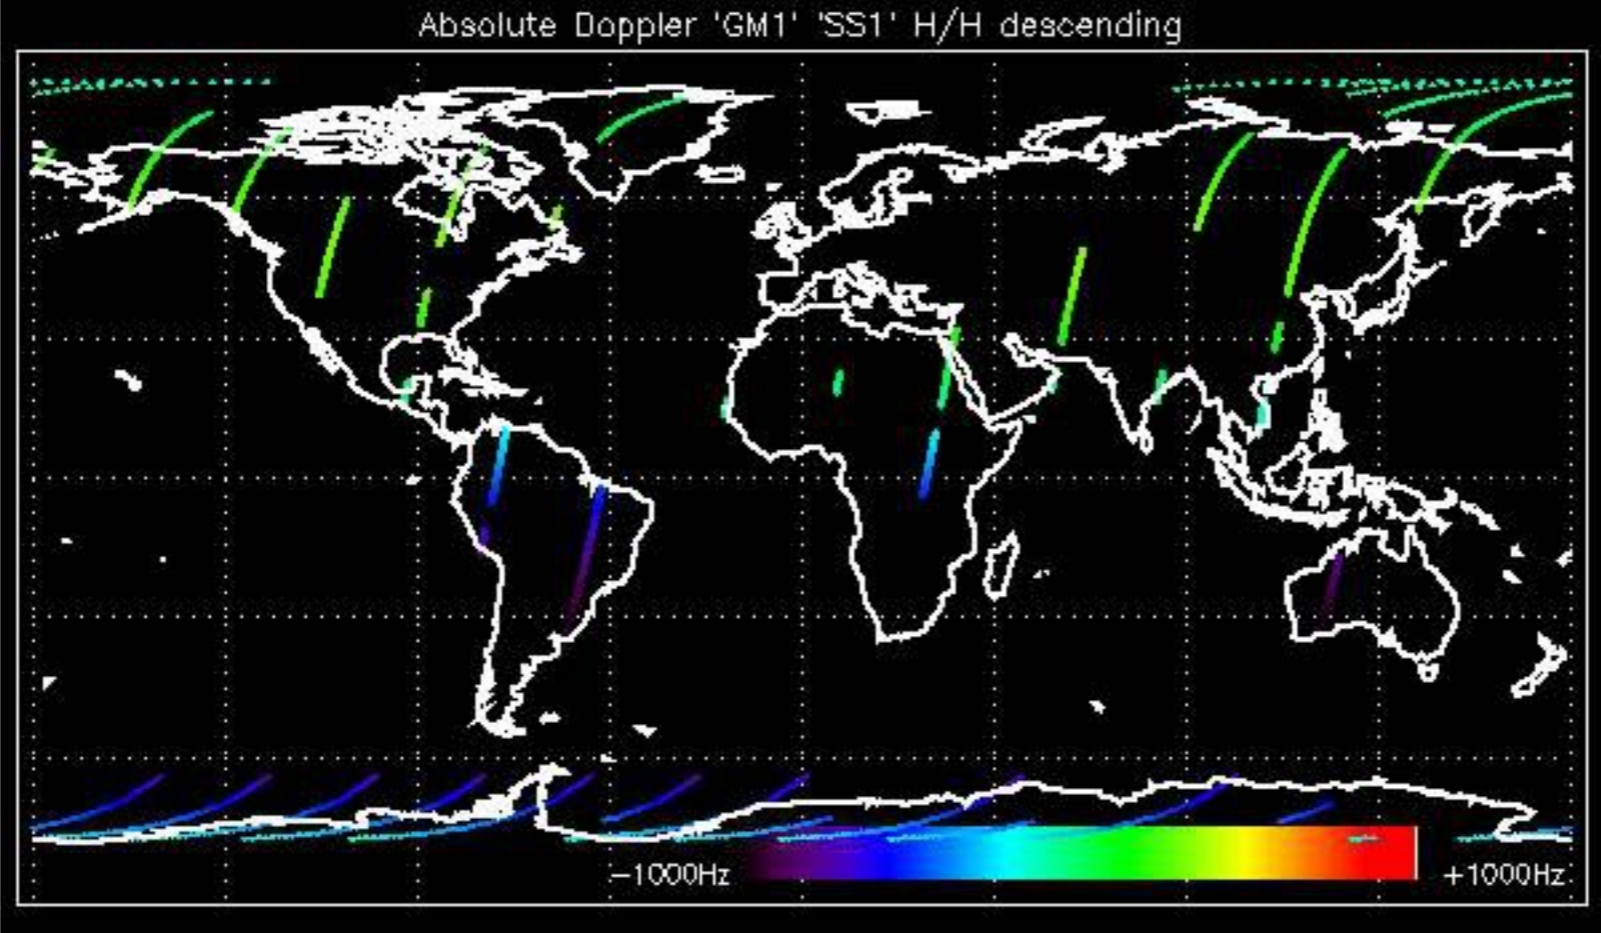 Absolute Doppler 'GM1' 'SS1' H/H descending
−1000Hz +1000Hz